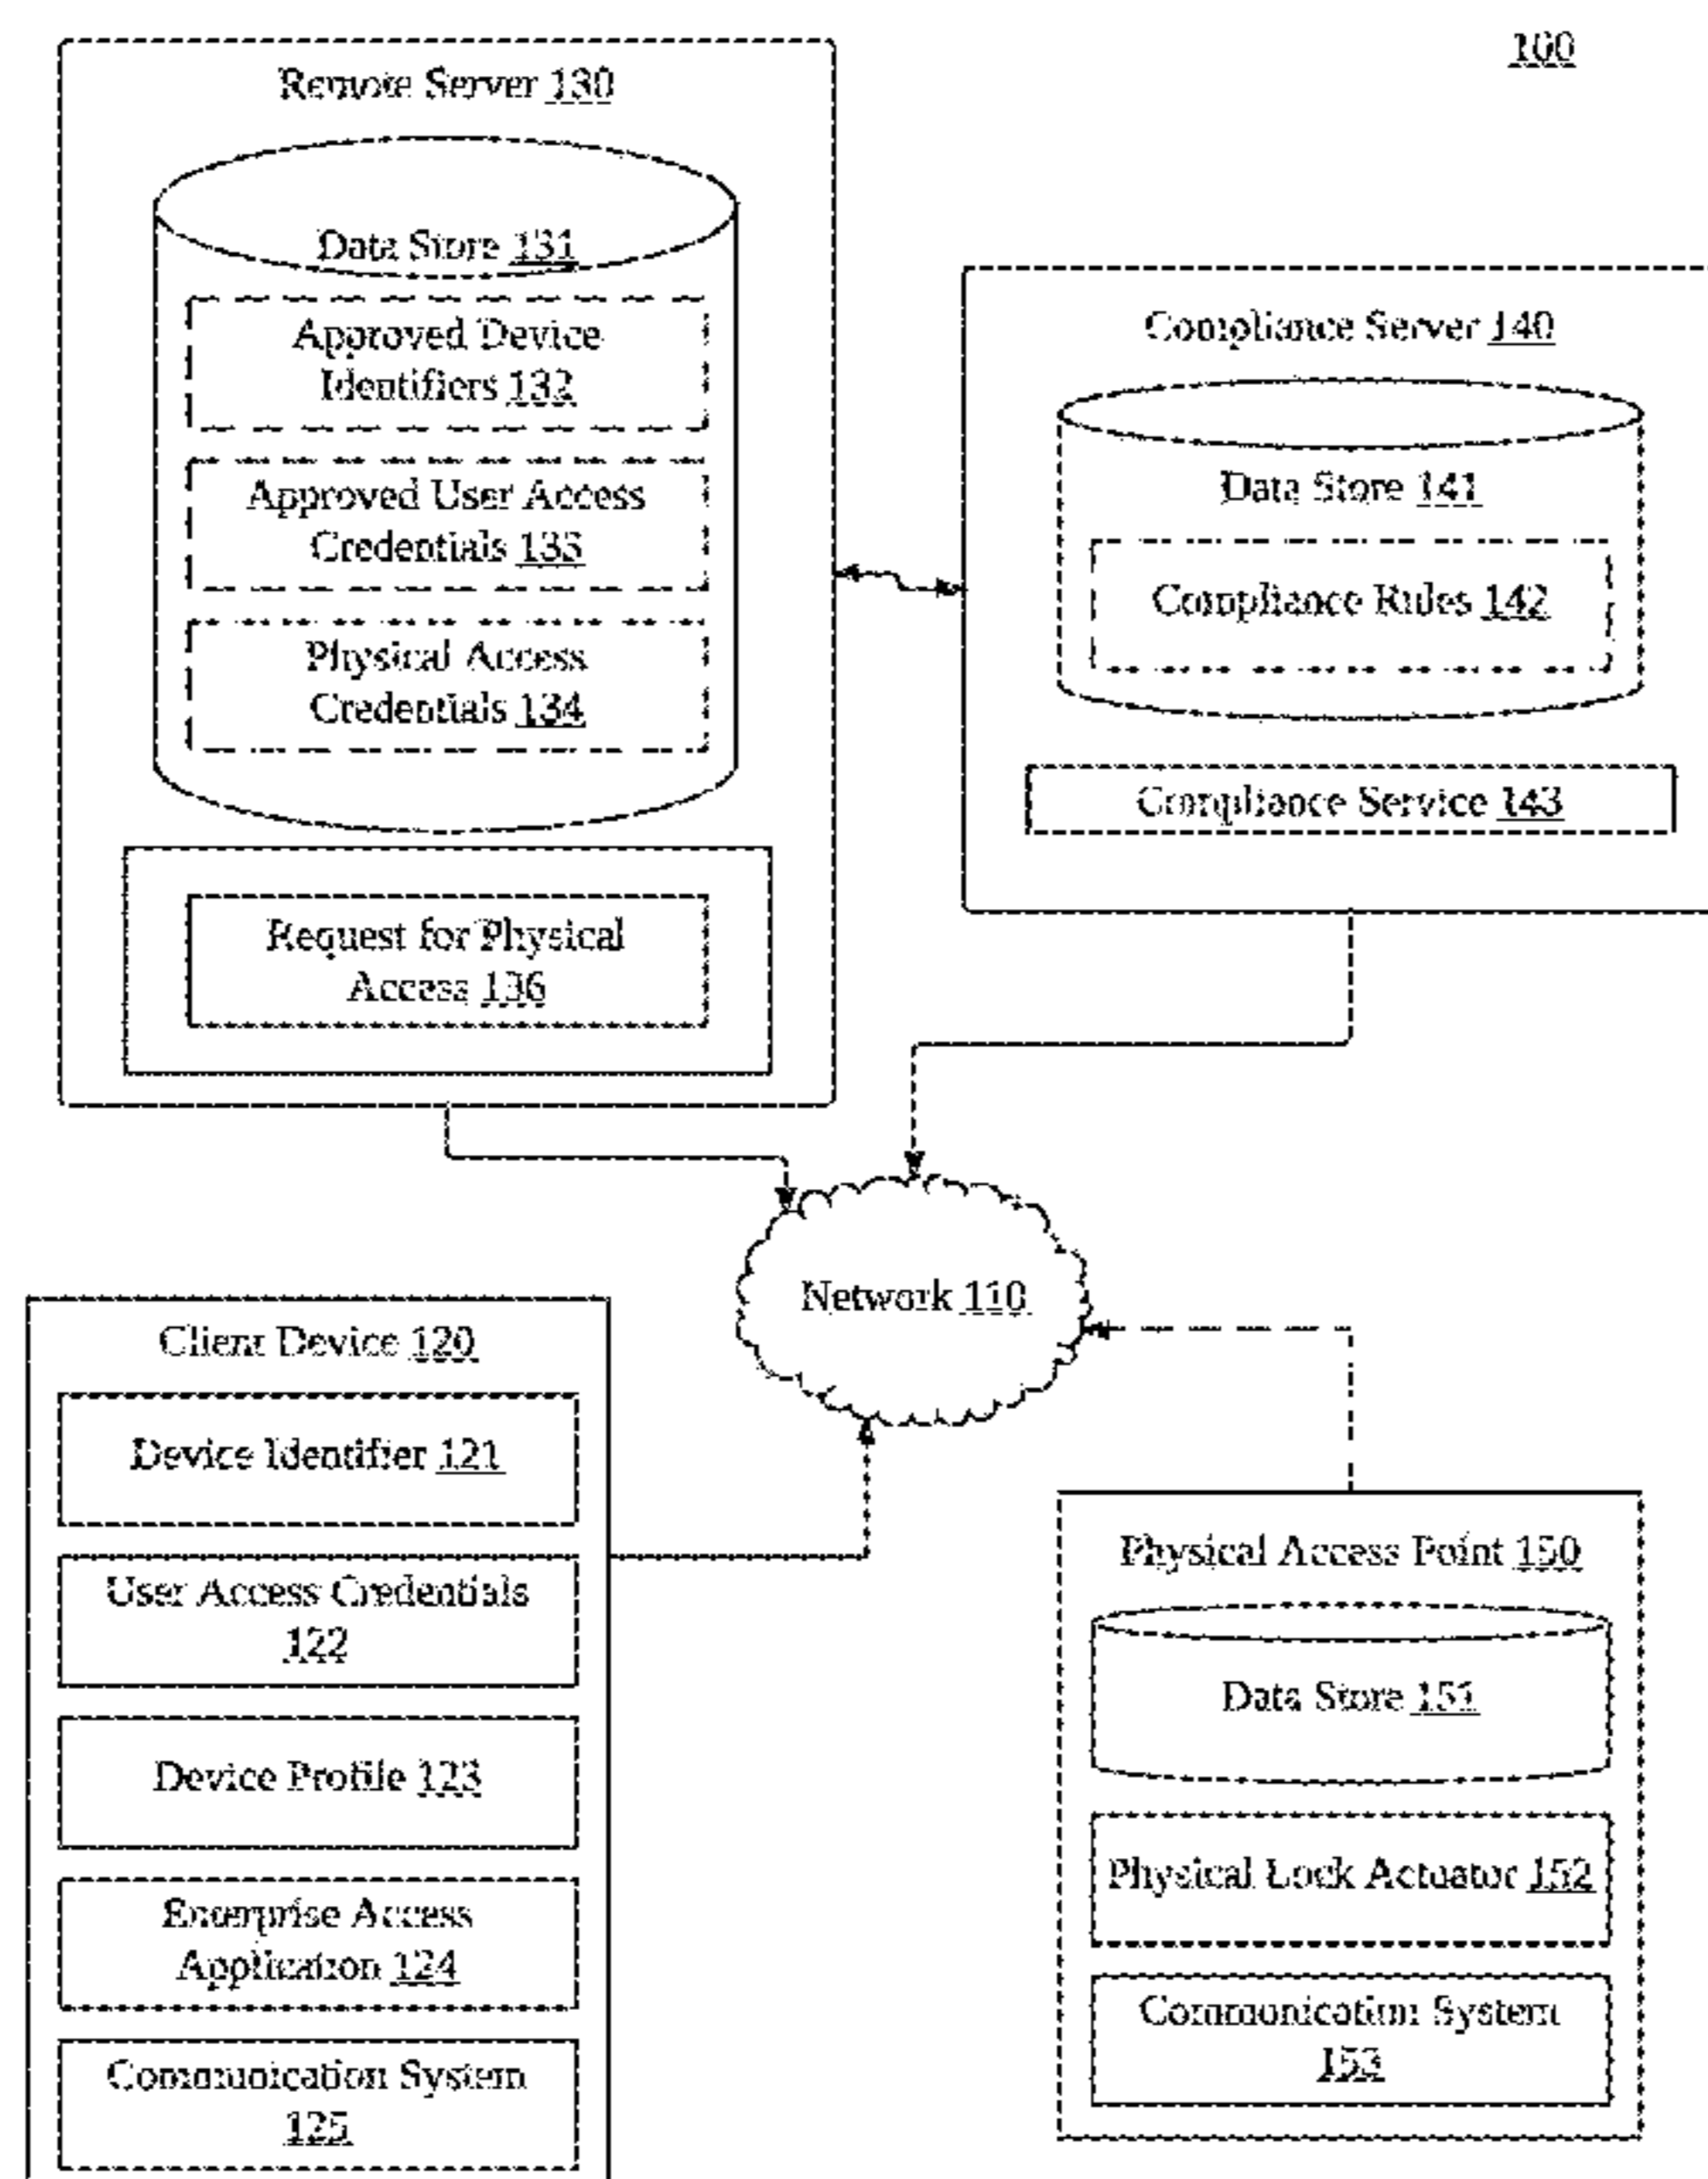 100
Remote Server 130
Data Store 131
Approved Device
Identifiers 132
Approved User Access
Credentials 133
Physical Access
Credentials 134
Request for Physical
Access 136
Compliance Server 140
Data Store 141
Compliance Rules 142
Compliance Service 143
Network 110
Client Device 120
Device Identifier 121
User Access Credentials
122
Device Profile 123
Enterprise Access
Application 124
Communication System
125
Physical Access Point 150
Data Store 151
Physical Lock Actuator 152
Communication System
153